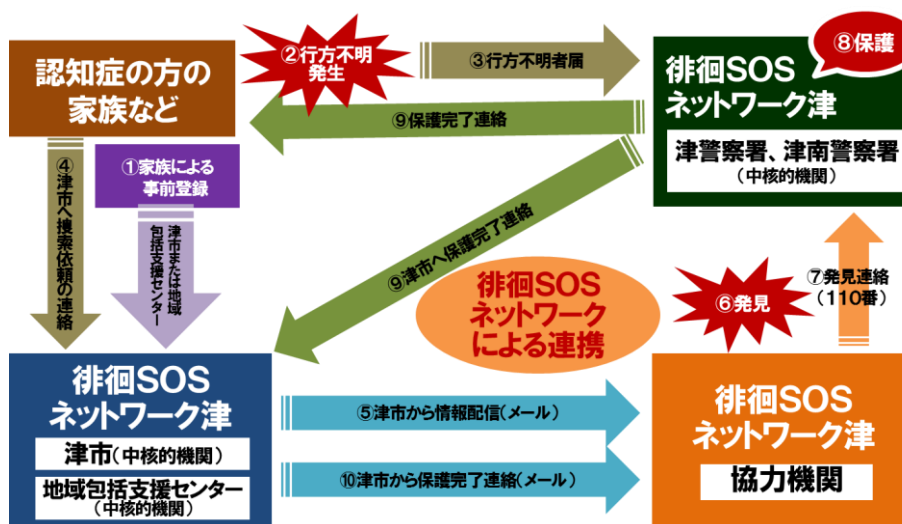 認知症の方の
家族など
②行方不明
発生
③行方不明者届
⑧保護
徘徊SOS
ネットワーク津
津警察署、津南警察署
(中核的機関)
⑨保護完了連絡
④津市へ捜索依頼の連絡
①家族による
事前登録
津市または地域
包括支援センター
⑨津市へ保護完了連絡
徘徊SOS
ネットワーク
による連携
⑥発見
⑦発見連絡
(110番)
徘徊SOS
ネットワーク津
津市(中核的機関)
地域包括支援センター
(中核的機関)
⑤津市から情報配信(メール)
⑩津市から保護完了連絡(メール)
徘徊SOS
ネットワーク津
協力機関